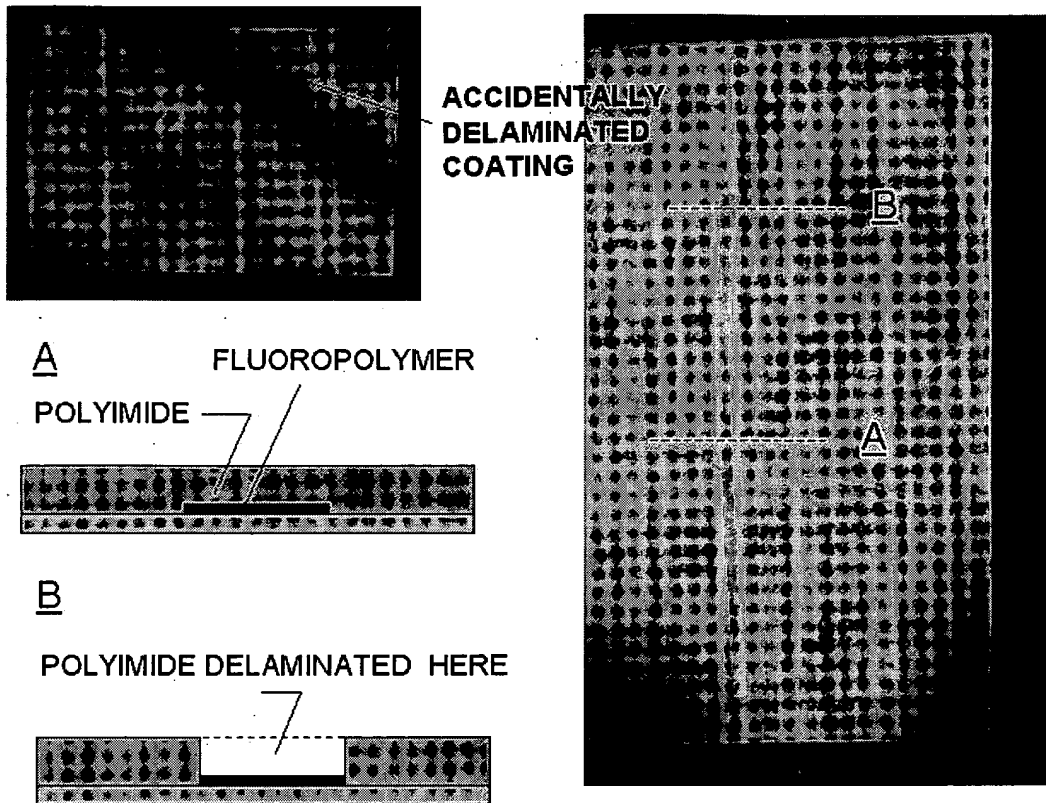 ACCIDENTALLY
DELAMINATED
COATING
B
A
A
FLUOROPOLYMER
POLYIMIDE
B
POLYIMIDE DELAMINATED HERE